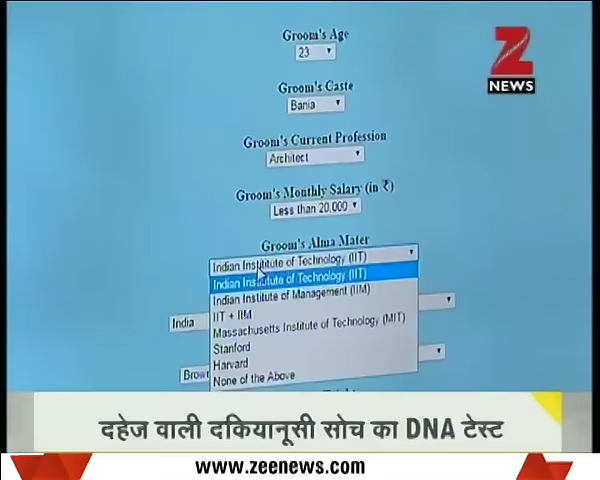 Groom's Age
23
ZEE
NEWS
Groom's Caste
Bania
Groom's Current Profession
Architect
Groom's Monthly Salary (in ₹)
Less than 20,000
Groom's Alma Mater
Indian Institute of Technology (IIT)
Indian Institute of Technology (IIT)
Indian Institute of Management (IIM)
IIT + IIM
India
Massachusetts Institute of Technology (MIT)
Stanford
Harvard
Brow
None of the Above
दहेज वाली दकियानूसी सोच का DNA टेस्ट
www.zeenews.com